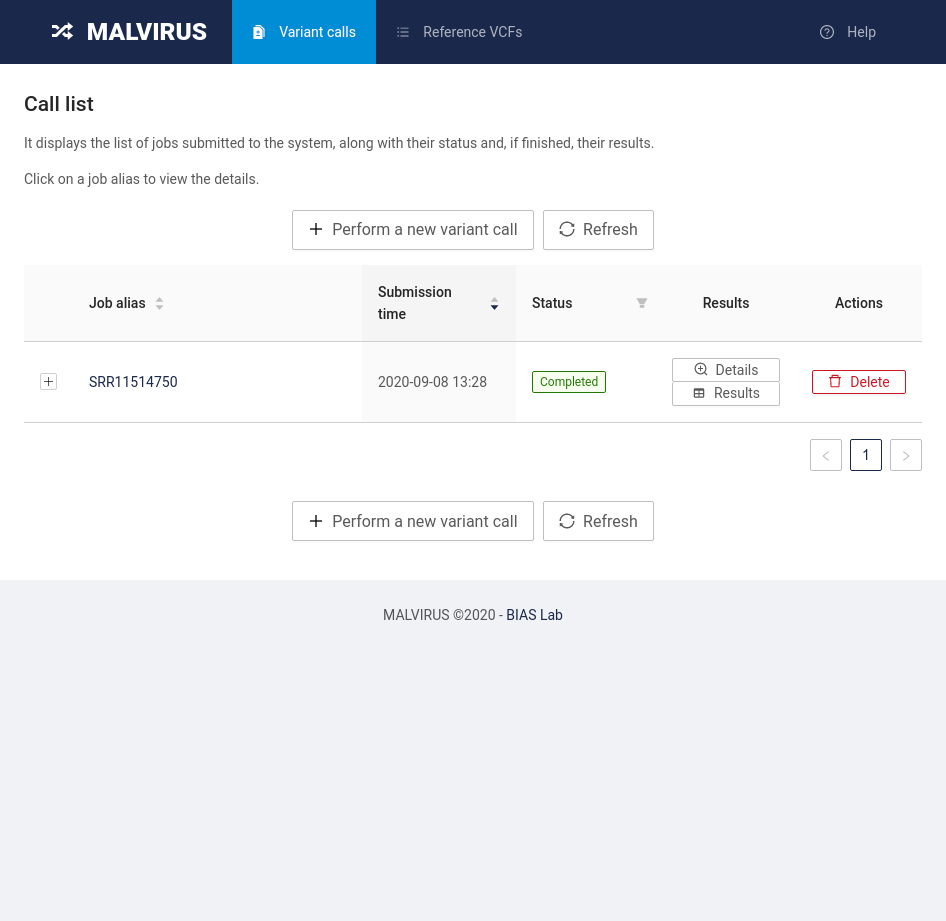 MALVIRUS
Variant calls
Reference VCFs
Help
Call list
It displays the list of jobs submitted to the system, along with their status and, if finished, their results.
Click on a job alias to view the details.
Perform a new variant call
Refresh
Job alias
Submission
time
Status
Results
Actions
SRR11514750
2020-09-08 13:28
Completed
Details
Results
Delete
<
1
>
Perform a new variant call
Refresh
MALVIRUS ©2020 - BIAS Lab